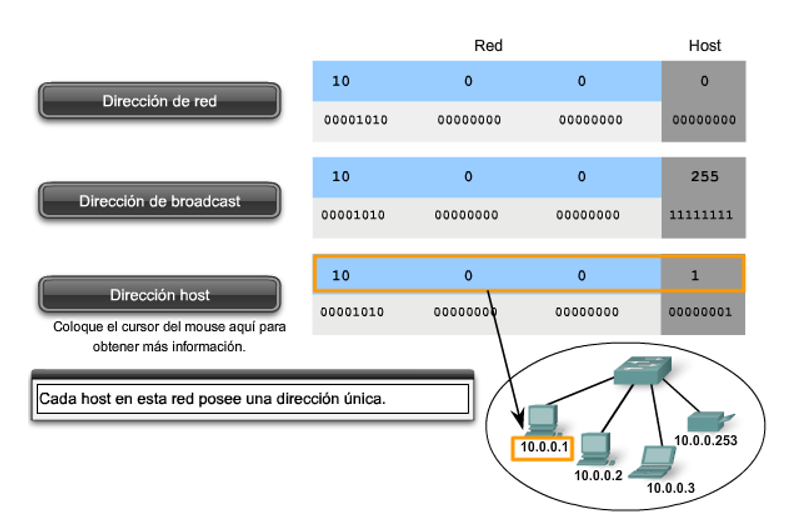 Red Host
Dirección de red
10 0 0 0
00001010 00000000 00000000 00000000
Dirección de broadcast
10 0 0 255
00001010 00000000 00000000 11111111
Dirección host
10 0 0 1
00001010 00000000 00000000 00000001
Coloque el cursor del mouse aquí para
obtener más información.
Cada host en esta red posee una dirección única.
10.0.0.1
10.0.0.2
10.0.0.3
10.0.0.253